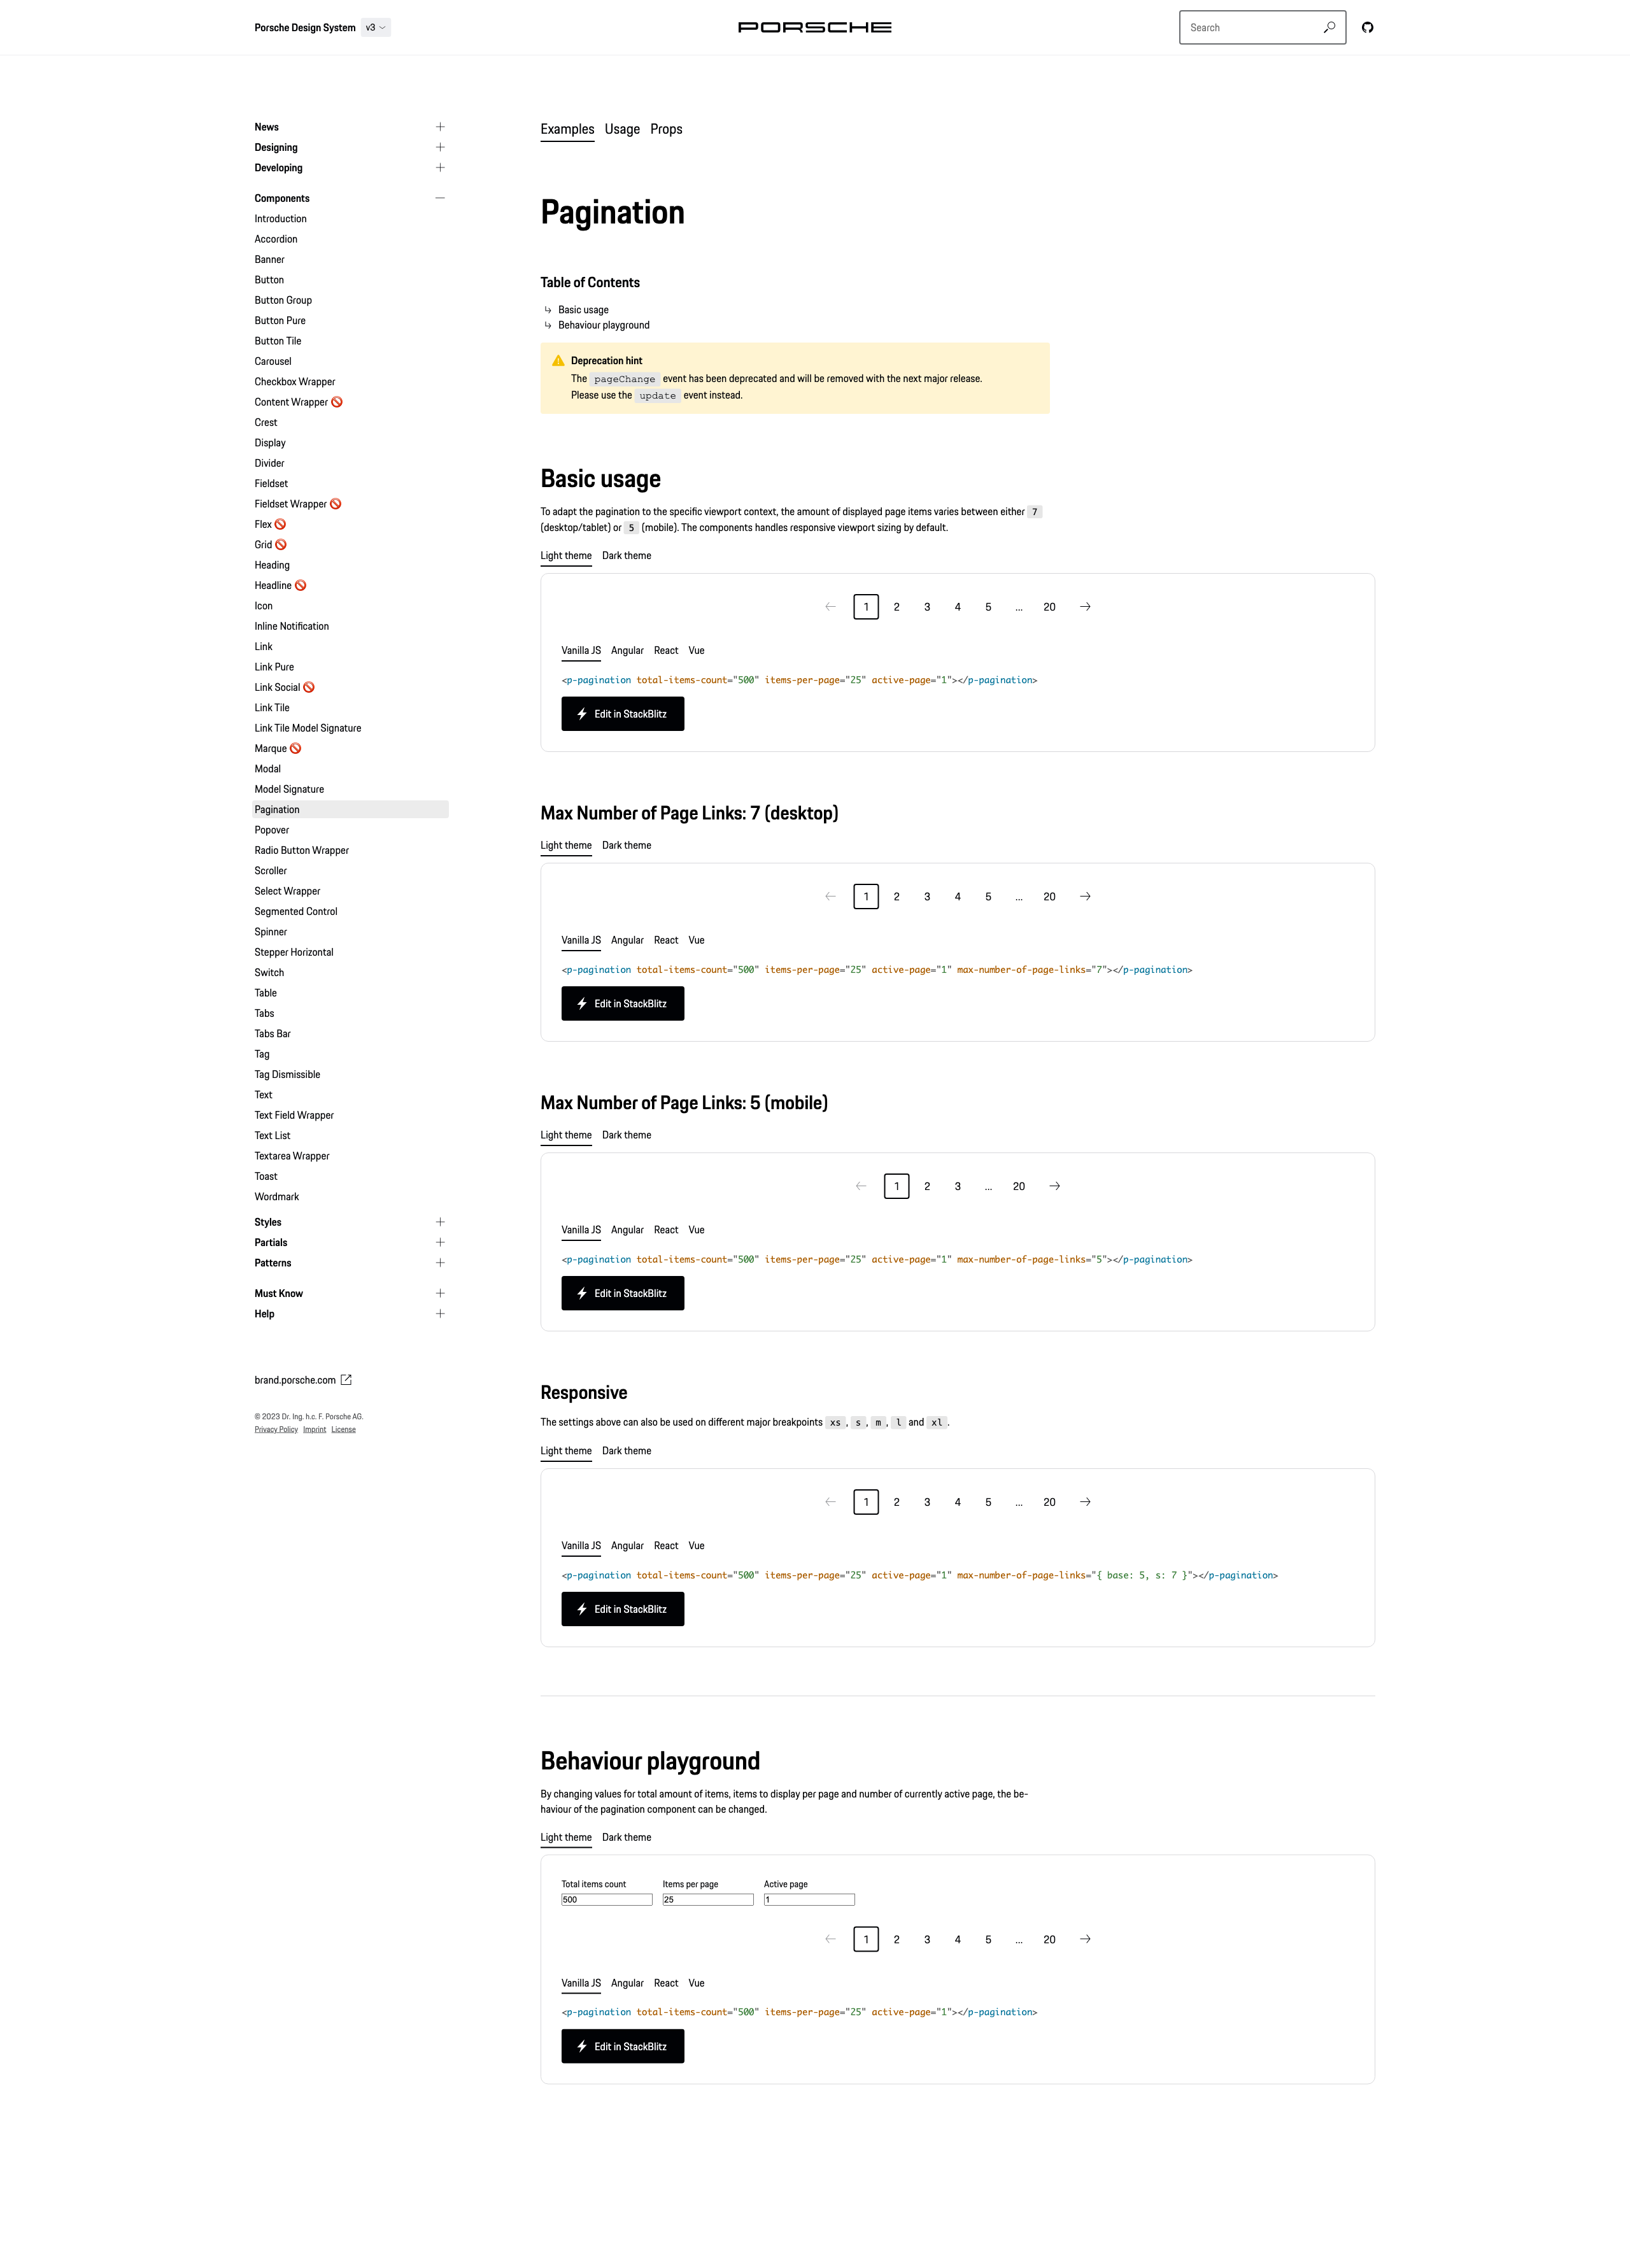 Porsche Design System v3
PORSCHE
Search
News
Designing
Developing
Components
Introduction
Accordion
Banner
Button
Button Group
Button Pure
Button Tile
Carousel
Checkbox Wrapper
Content Wrapper 🚫
Crest
Display
Divider
Fieldset
Fieldset Wrapper 🚫
Flex 🚫
Grid 🚫
Heading
Headline 🚫
Icon
Inline Notification
Link
Link Pure
Link Social 🚫
Link Tile
Link Tile Model Signature
Marque 🚫
Modal
Model Signature
Pagination
Popover
Radio Button Wrapper
Scroller
Select Wrapper
Segmented Control
Spinner
Stepper Horizontal
Switch
Table
Tabs
Tabs Bar
Tag
Tag Dismissible
Text
Text Field Wrapper
Text List
Textarea Wrapper
Toast
Wordmark
Styles
Partials
Patterns
Must Know
Help
brand.porsche.com
© 2023 Dr. Ing. h.c. F. Porsche AG.
Privacy Policy Imprint License
Examples Usage Props
Pagination
Table of Contents
↳ Basic usage
↳ Behaviour playground
Deprecation hint
The pageChange event has been deprecated and will be removed with the next major release.
Please use the update event instead.
Basic usage
To adapt the pagination to the specific viewport context, the amount of displayed page items varies between either 7
(desktop/tablet) or 5 (mobile). The components handles responsive viewport sizing by default.
Light theme Dark theme
← 1 2 3 4 5 ... 20 →
Vanilla JS Angular React Vue
<p-pagination total-items-count="500" items-per-page="25" active-page="1"></p-pagination>
Edit in StackBlitz
Max Number of Page Links: 7 (desktop)
Light theme Dark theme
← 1 2 3 4 5 ... 20 →
Vanilla JS Angular React Vue
<p-pagination total-items-count="500" items-per-page="25" active-page="1" max-number-of-page-links="7"></p-pagination>
Edit in StackBlitz
Max Number of Page Links: 5 (mobile)
Light theme Dark theme
← 1 2 3 ... 20 →
Vanilla JS Angular React Vue
<p-pagination total-items-count="500" items-per-page="25" active-page="1" max-number-of-page-links="5"></p-pagination>
Edit in StackBlitz
Responsive
The settings above can also be used on different major breakpoints xs, s, m, l and xl.
Light theme Dark theme
← 1 2 3 4 5 ... 20 →
Vanilla JS Angular React Vue
<p-pagination total-items-count="500" items-per-page="25" active-page="1" max-number-of-page-links="{ base: 5, s: 7 }"></p-pagination>
Edit in StackBlitz
Behaviour playground
By changing values for total amount of items, items to display per page and number of currently active page, the be-
haviour of the pagination component can be changed.
Light theme Dark theme
Total items count Items per page Active page
500 25 1
← 1 2 3 4 5 ... 20 →
Vanilla JS Angular React Vue
<p-pagination total-items-count="500" items-per-page="25" active-page="1"></p-pagination>
Edit in StackBlitz